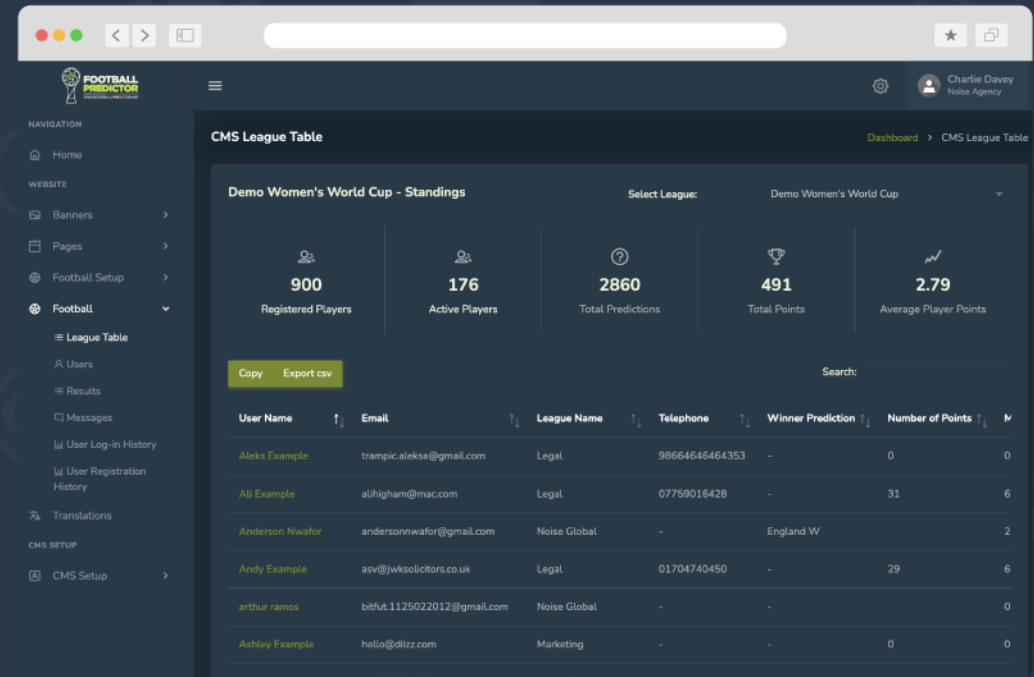 FOOTBALL
PREDICTOR
Charlie Davey
Noise Agency
NAVIGATION
Home
WEBSITE
Banners
Pages
Football Setup
Football
League Table
Users
Results
Messages
User Log-in History
User Registration
History
Translations
CMS SETUP
CMS Setup
CMS League Table
Dashboard > CMS League Table
Demo Women's World Cup - Standings
Select League: Demo Women's World Cup
900 176 2860 491 2.79
Registered Players Active Players Total Predictions Total Points Average Player Points
Copy Export csv
Search:
User Name Email League Name Telephone Winner Prediction Number of Points M
Aleks Example trampic.aleksa@gmail.com Legal 98664646464353 - 0 0
Ali Example alihigham@mac.com Legal 07759016428 - 31 6
Anderson Nwafor andersonnwafor@gmail.com Noise Global - England W 2
Andy Example asv@jwksolicitors.co.uk Legal 01704740450 - 29 6
arthur ramos bitfut.1125022012@gmail.com Noise Global - - 0
Ashley Example hello@diizz.com Marketing - - 0 0